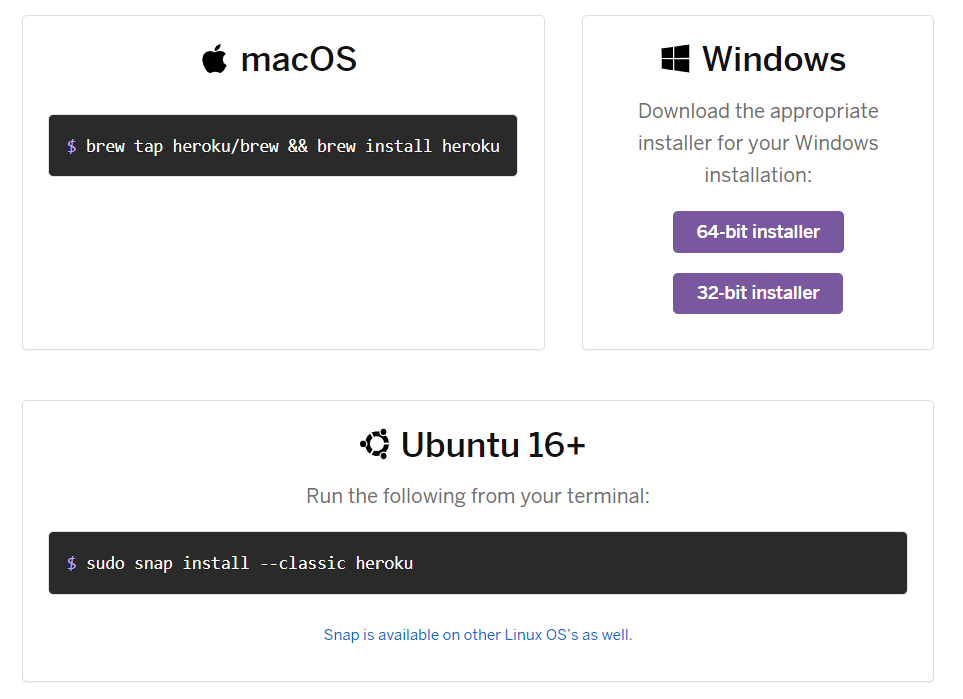 macOS
$ brew tap heroku/brew && brew install heroku
Windows
Download the appropriate
installer for your Windows
installation:
64-bit installer
32-bit installer
Ubuntu 16+
Run the following from your terminal:
$ sudo snap install --classic heroku
Snap is available on other Linux OS’s as well.